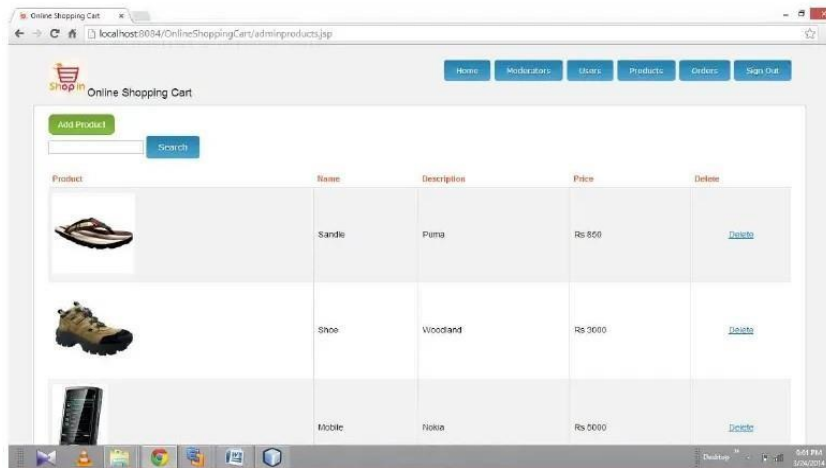 Online Shopping Cart
localhost:8084/OnlineShoppingCart/adminproducts.jsp
Shop in
Online Shopping Cart
Home Moderators Users Products Orders Sign Out
Add Product
Search
Product Name Description Price Delete
Sandle Puma Rs 850 Delete
Shoe Woodland Rs 3000 Delete
Mobile Nokia Rs 5000 Delete
Desktop